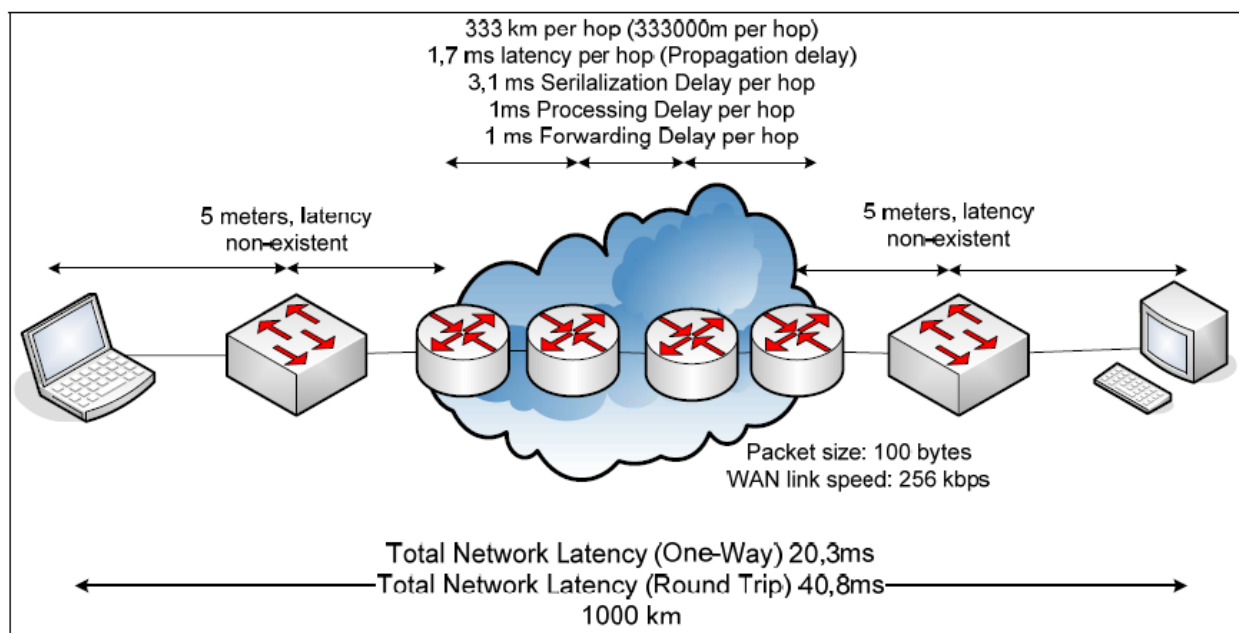 333 km per hop (333000m per hop)
1,7 ms latency per hop (Propagation delay)
3,1 ms Serilalization Delay per hop
1ms Processing Delay per hop
1 ms Forwarding Delay per hop
5 meters, latency
non-existent
5 meters, latency
non-existent
Packet size: 100 bytes
WAN link speed: 256 kbps
Total Network Latency (One-Way) 20,3ms
Total Network Latency (Round Trip) 40,8ms
1000 km